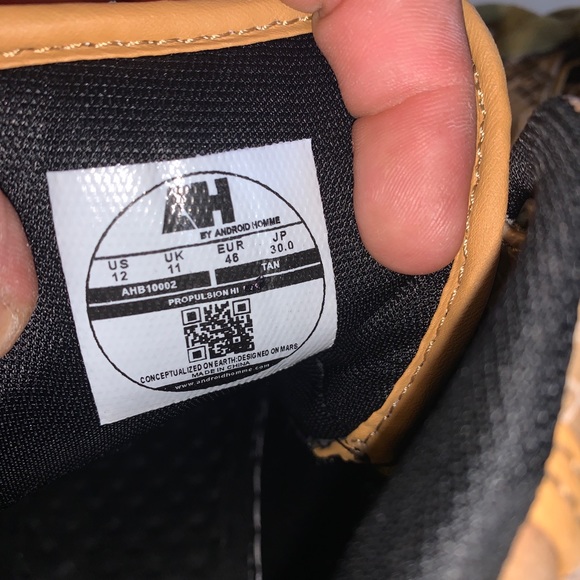 AH
BY ANDROID HOMME
US UK EUR JP
12 11 46 30.0
AHB10002 TAN
PROPULSION HI
CONCEPTUALIZED ON EARTH:DESIGNED ON MARS
MADE IN CHINA
www.androidhomme.com